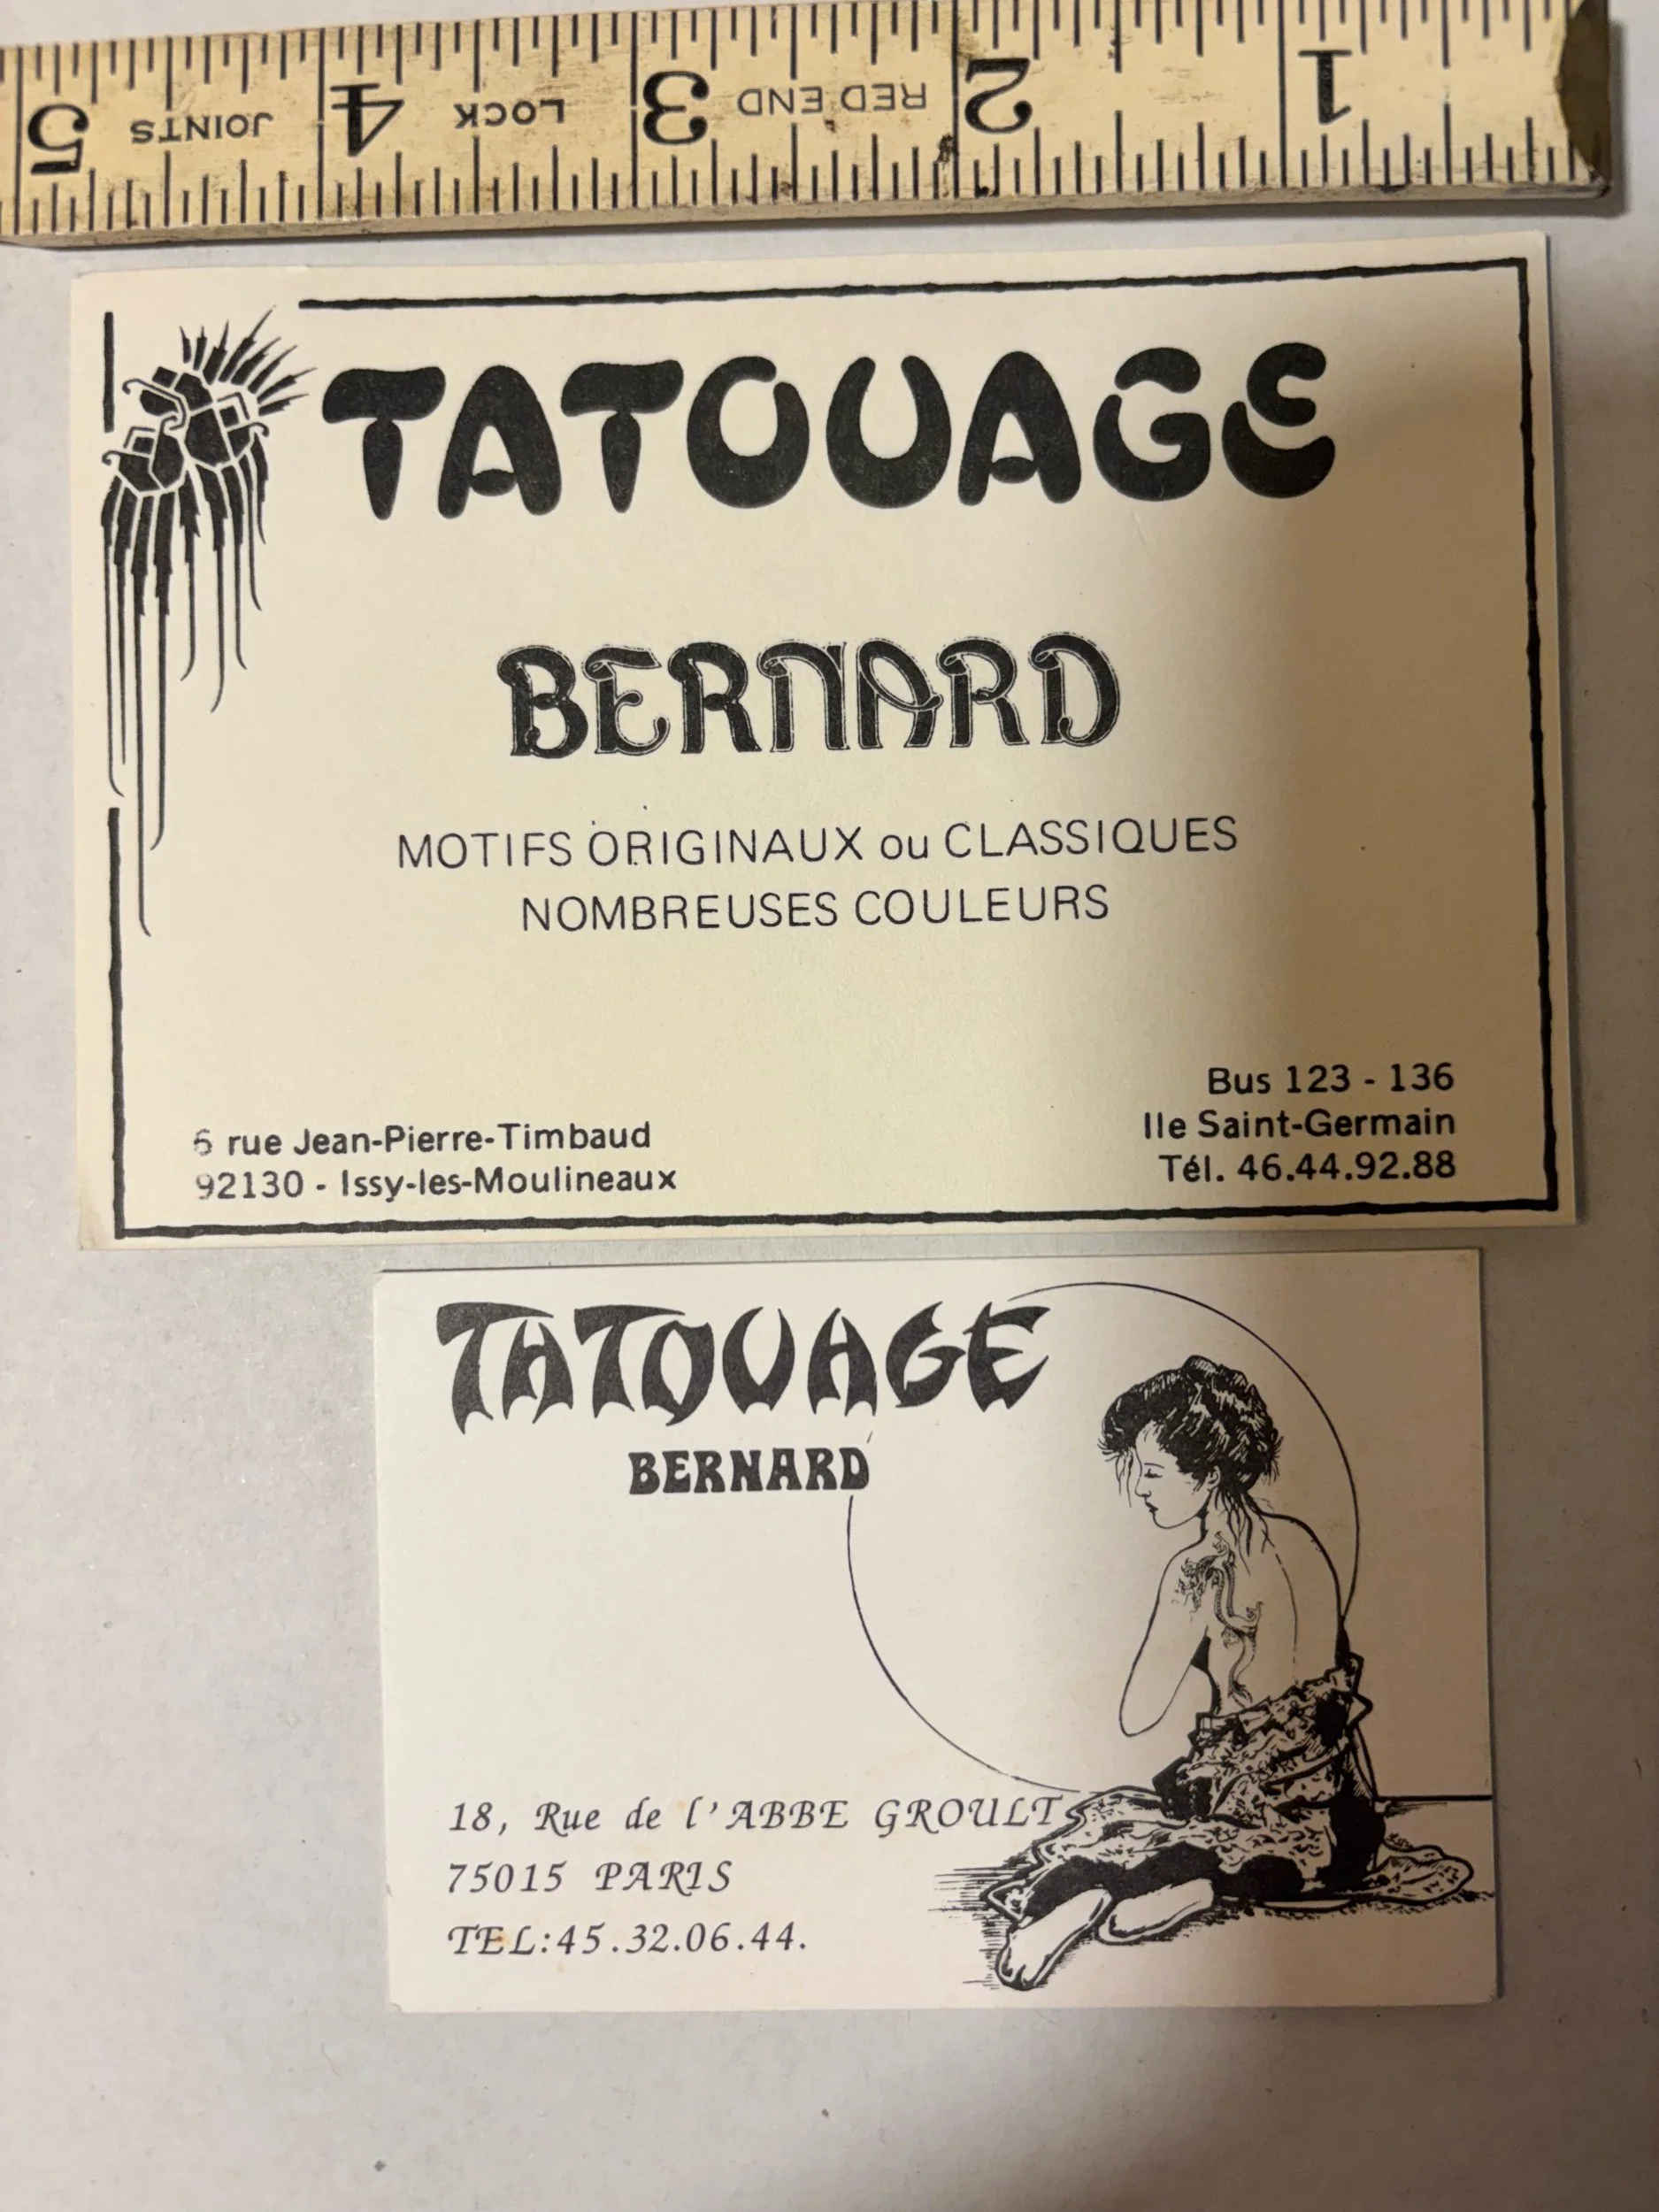 5 JOINTS 4 LOCK 3 RED END 2 1
TATOUAGE
BERNARD
MOTIFS ORIGINAUX ou CLASSIQUES
NOMBREUSES COULEURS
6 rue Jean-Pierre-Timbaud
92130 - Issy-les-Moulineaux
Bus 123 - 136
Ile Saint-Germain
Tél. 46.44.92.88
TATOUAGE
BERNARD
18, Rue de l'ABBE GROULT
75015 PARIS
TEL:45.32.06.44.